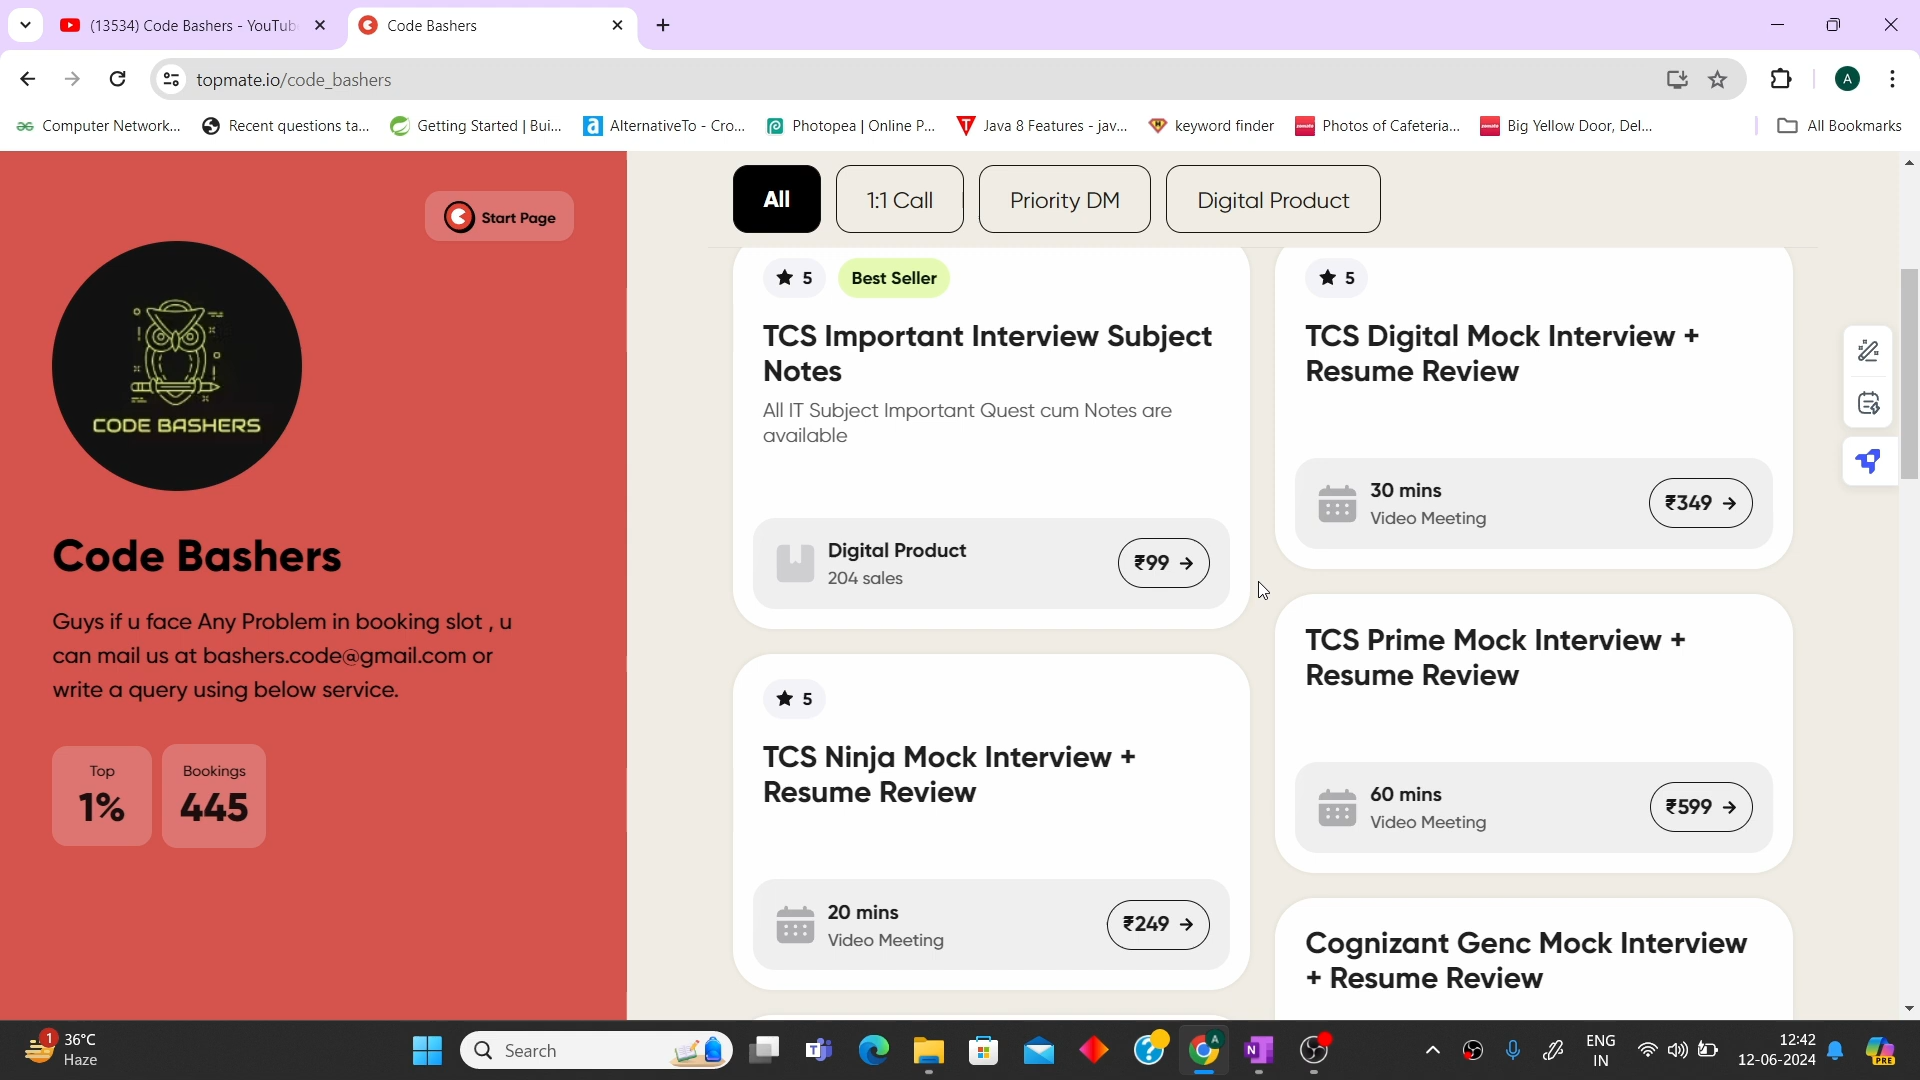 (13534) Code Bashers - YouTub
Code Bashers
topmate.io/code_bashers
A
Computer Network...
Recent questions ta...
Getting Started | Bui...
AlternativeTo - Cro...
Photopea | Online P...
Java 8 Features - jav...
keyword finder
Photos of Cafeteria...
Big Yellow Door, Del...
All Bookmarks
Start Page
CODE BASHERS
Code Bashers
Guys if u face Any Problem in booking slot , u
can mail us at bashers.code@gmail.com or
write a query using below service.
Top
1%
Bookings
445
All
1:1 Call
Priority DM
Digital Product
5
Best Seller
TCS Important Interview Subject
Notes
All IT Subject Important Quest cum Notes are
available
Digital Product
204 sales
₹99 →
5
TCS Digital Mock Interview +
Resume Review
30 mins
Video Meeting
₹349 →
5
TCS Ninja Mock Interview +
Resume Review
20 mins
Video Meeting
₹249 →
TCS Prime Mock Interview +
Resume Review
60 mins
Video Meeting
₹599 →
Cognizant Genc Mock Interview
+ Resume Review
1
36°C
Haze
Search
ENG
IN
12:42
12-06-2024
PRE